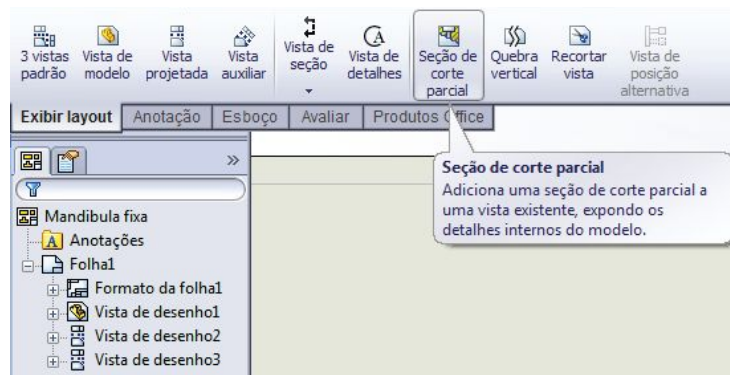 3 vistas padrão
Vista de modelo
Vista projetada
Vista auxiliar
Vista de seção
Vista de detalhes
Seção de corte parcial
Quebra vertical
Recortar vista
Vista de posição alternativa
Exibir layout
Anotação
Esboço
Avaliar
Produtos Office
Seção de corte parcial
Adiciona uma seção de corte parcial a
uma vista existente, expondo os
detalhes internos do modelo.
Mandibula fixa
A Anotações
Folha1
Formato da folha1
Vista de desenho1
Vista de desenho2
Vista de desenho3